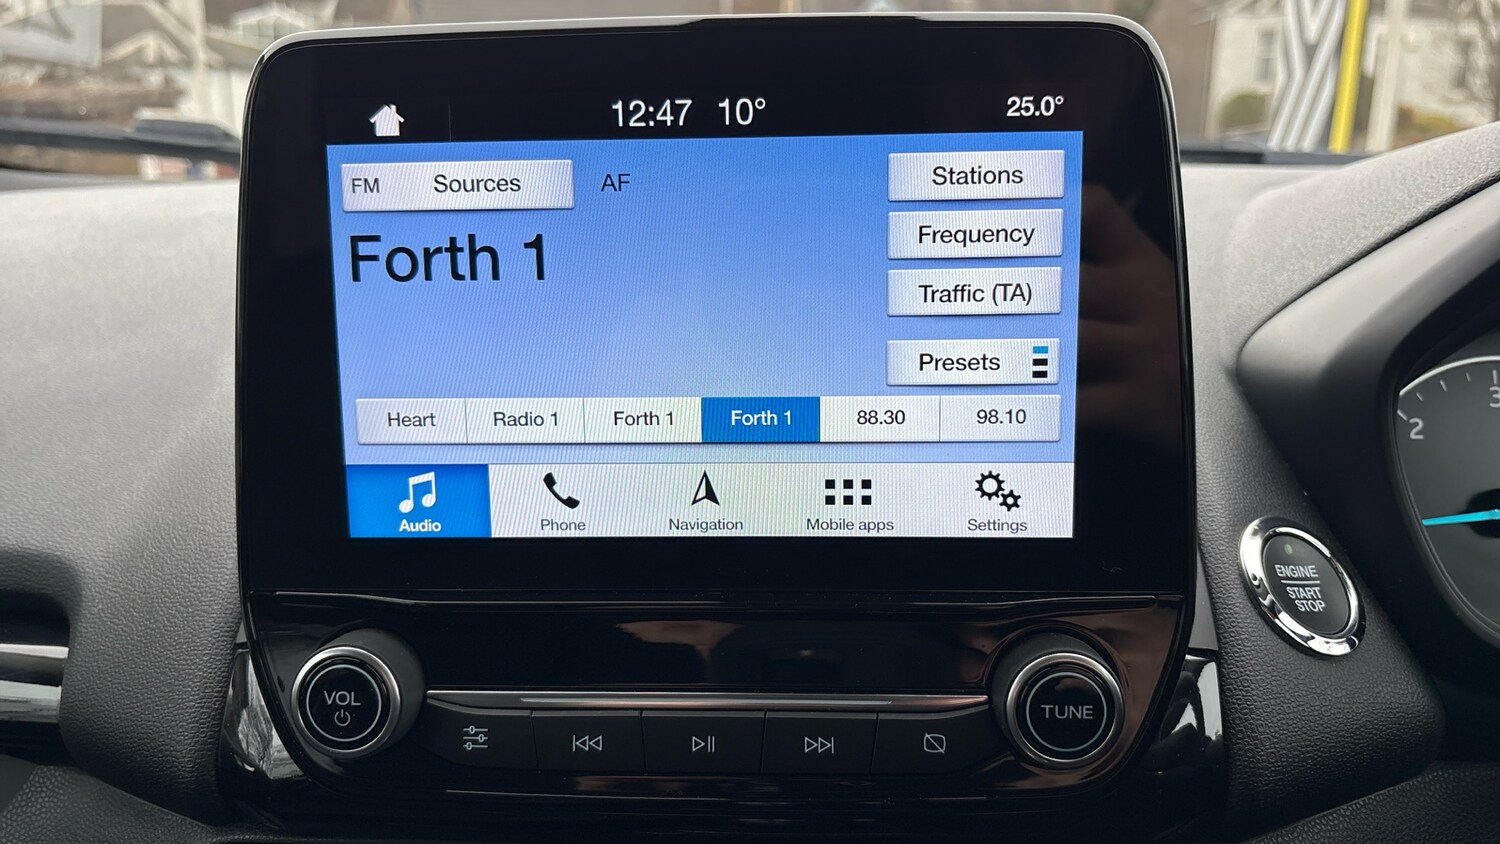 12:47 10° 25.0°
FM Sources AF Stations
Forth 1
Frequency
Traffic (TA)
Presets
Heart Radio 1 Forth 1 Forth 1 88.30 98.10
Audio Phone Navigation Mobile apps Settings
2
3
ENGINE
START
STOP
VOL
TUNE